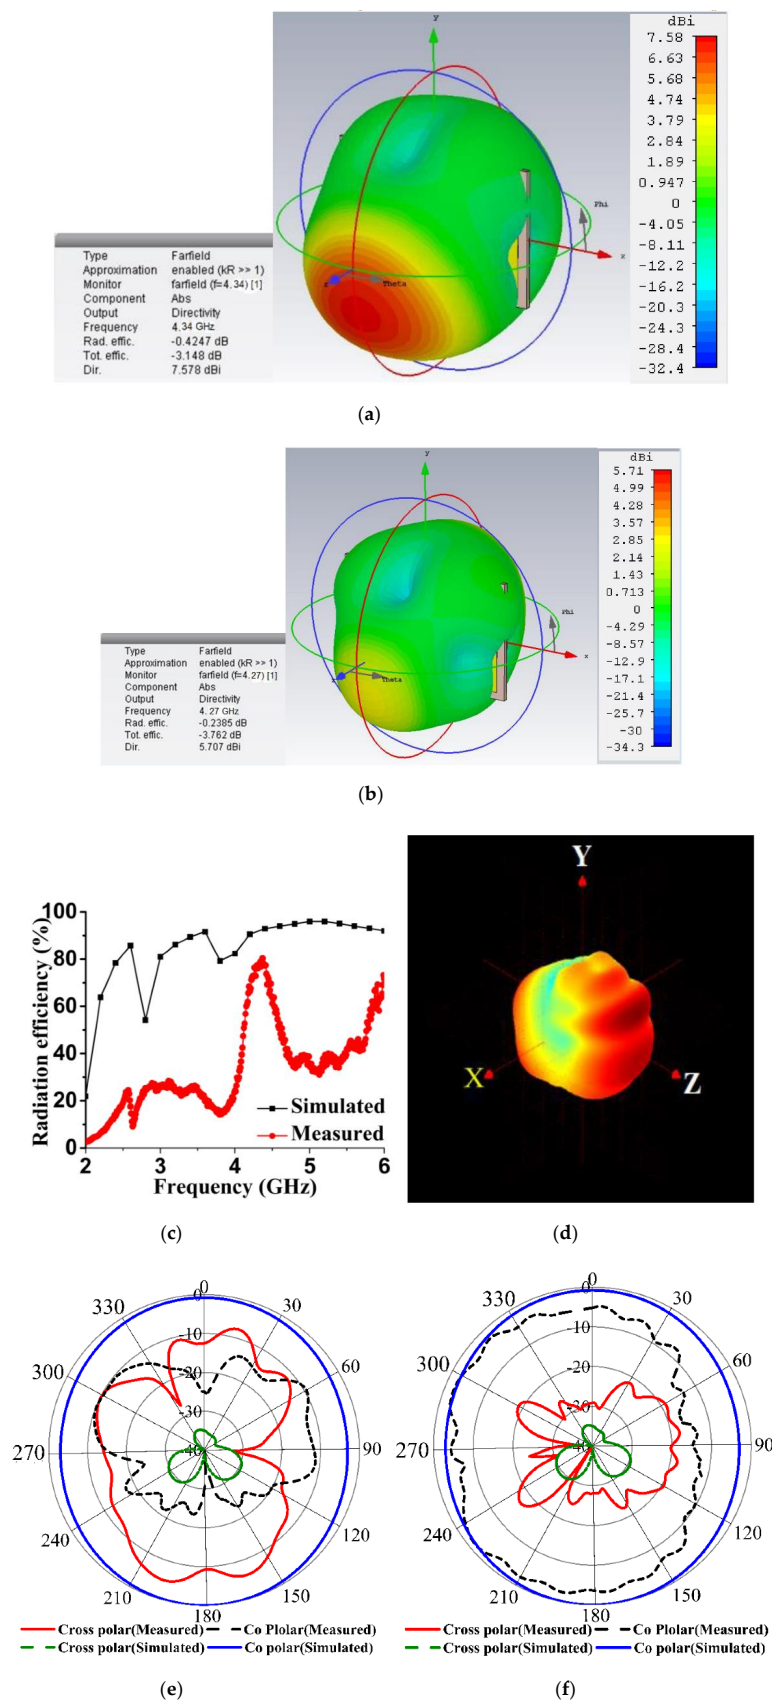 dBi
y
7.58
6.63
5.68
4.74
3.79
2.84
1.89
0.947
0
-4.05
-8.11
-12.2
-16.2
-20.3
-24.3
-28.4
-32.4
Phi
x
z
Theta
Type Farfield
Approximation enabled (kR >> 1)
Monitor farfield (f=4.34) [1]
Component Abs
Output Directivity
Frequency 4.34 GHz
Rad. effic. -0.4247 dB
Tot. effic. -3.148 dB
Dir. 7.578 dBi
(a)
dBi
y
5.71
4.99
4.28
3.57
2.85
2.14
1.43
0.713
0
-4.29
-8.57
-12.9
-17.1
-21.4
-25.7
-30
-34.3
Phi
x
z
Theta
Type Farfield
Approximation enabled (kR >> 1)
Monitor farfield (f=4.27) [1]
Component Abs
Output Directivity
Frequency 4.27 GHz
Rad. effic. -0.2385 dB
Tot. effic. -3.762 dB
Dir. 5.707 dBi
(b)
Radiation efficiency (%)
100
80
60
40
20
0
2 3 4 5 6
Frequency (GHz)
Simulated
Measured
(c)
Y
X
Z
(d)
0
30
60
90
120
150
180
210
240
270
300
330
0
-10
-20
-30
-40
Cross polar(Measured) Co Plolar(Measured)
Cross polar(Simulated) Co polar(Simulated)
(e)
0
30
60
90
120
150
180
210
240
270
300
330
0
-10
-20
-30
-40
Cross polar(Measured) Co Polar(Measured)
Cross polar(Simulated) Co polar(Simulated)
(f)